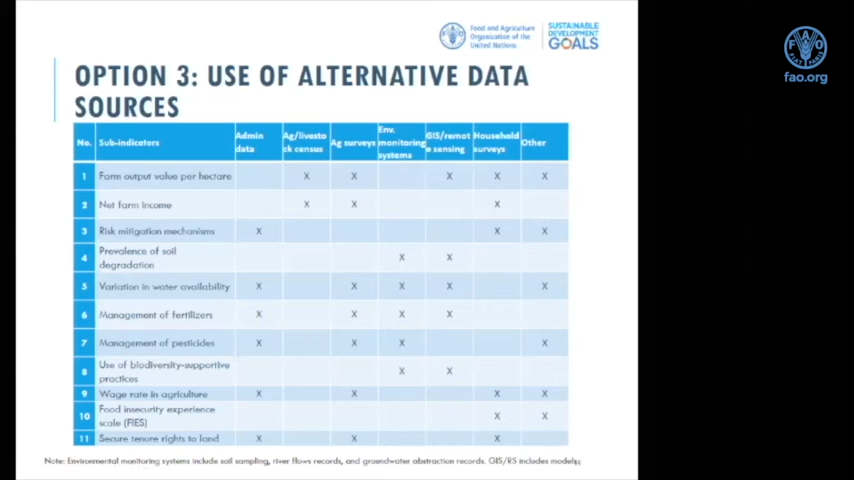 Food and Agriculture
Organization of the
United Nations
SUSTAINABLE
DEVELOPMENT
GOALS
FAO
FIAT PANIS
fao.org
OPTION 3: USE OF ALTERNATIVE DATA
SOURCES
No. Sub-indicators Admin data Ag/livestock census Ag surveys Env. monitoring systems GIS/remote sensing Household surveys Other
1 Farm output value per hectare X X X X X
2 Net farm income X X X
3 Risk mitigation mechanisms X X X
4 Prevalence of soil degradation X X
5 Variation in water availability X X X X X
6 Management of fertilizers X X X X
7 Management of pesticides X X X X
8 Use of biodiversity-supportive practices X X
9 Wage rate in agriculture X X X X
10 Food insecurity experience scale (FIES) X X
11 Secure tenure rights to land X X X
Note: Environmental monitoring systems include soil sampling, river flows records, and groundwater abstraction records. GIS/RS includes models;